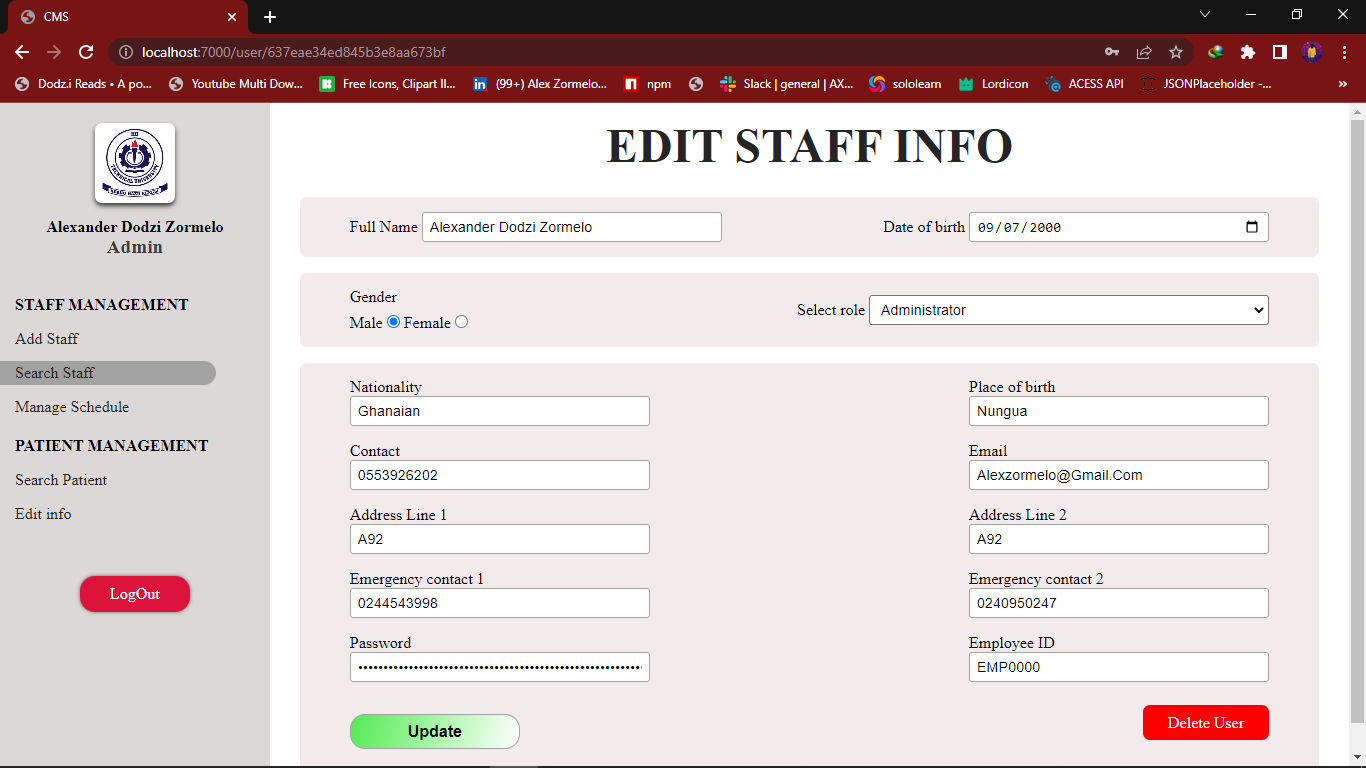 CMS
localhost:7000/user/637eae34ed845b3e8aa673bf
Dodz.i Reads • A po... Youtube Multi Dow... Free Icons, Clipart Il... (99+) Alex Zormelo... npm Slack | general | AX... sololearn Lordicon ACESS API JSONPlaceholder -... »
Alexander Dodzi Zormelo
Admin
STAFF MANAGEMENT
Add Staff
Search Staff
Manage Schedule
PATIENT MANAGEMENT
Search Patient
Edit info
LogOut
EDIT STAFF INFO
Full Name Alexander Dodzi Zormelo Date of birth 09/07/2000
Gender
Male Female Select role Administrator
Nationality Place of birth
Ghanaian Nungua
Contact Email
0553926202 Alexzormelo@Gmail.Com
Address Line 1 Address Line 2
A92 A92
Emergency contact 1 Emergency contact 2
0244543998 0240950247
Password Employee ID
EMP0000
Update Delete User